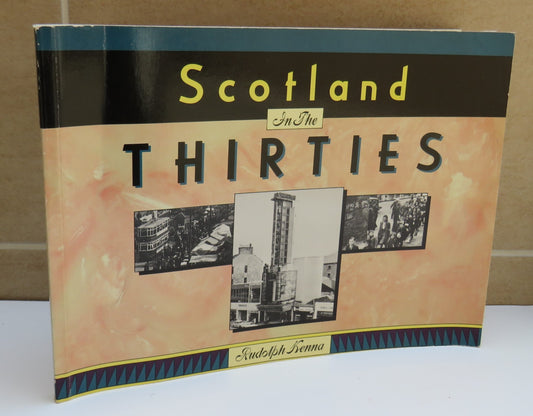 Scotland
In The
THIRTIES
Rudolph Kenna